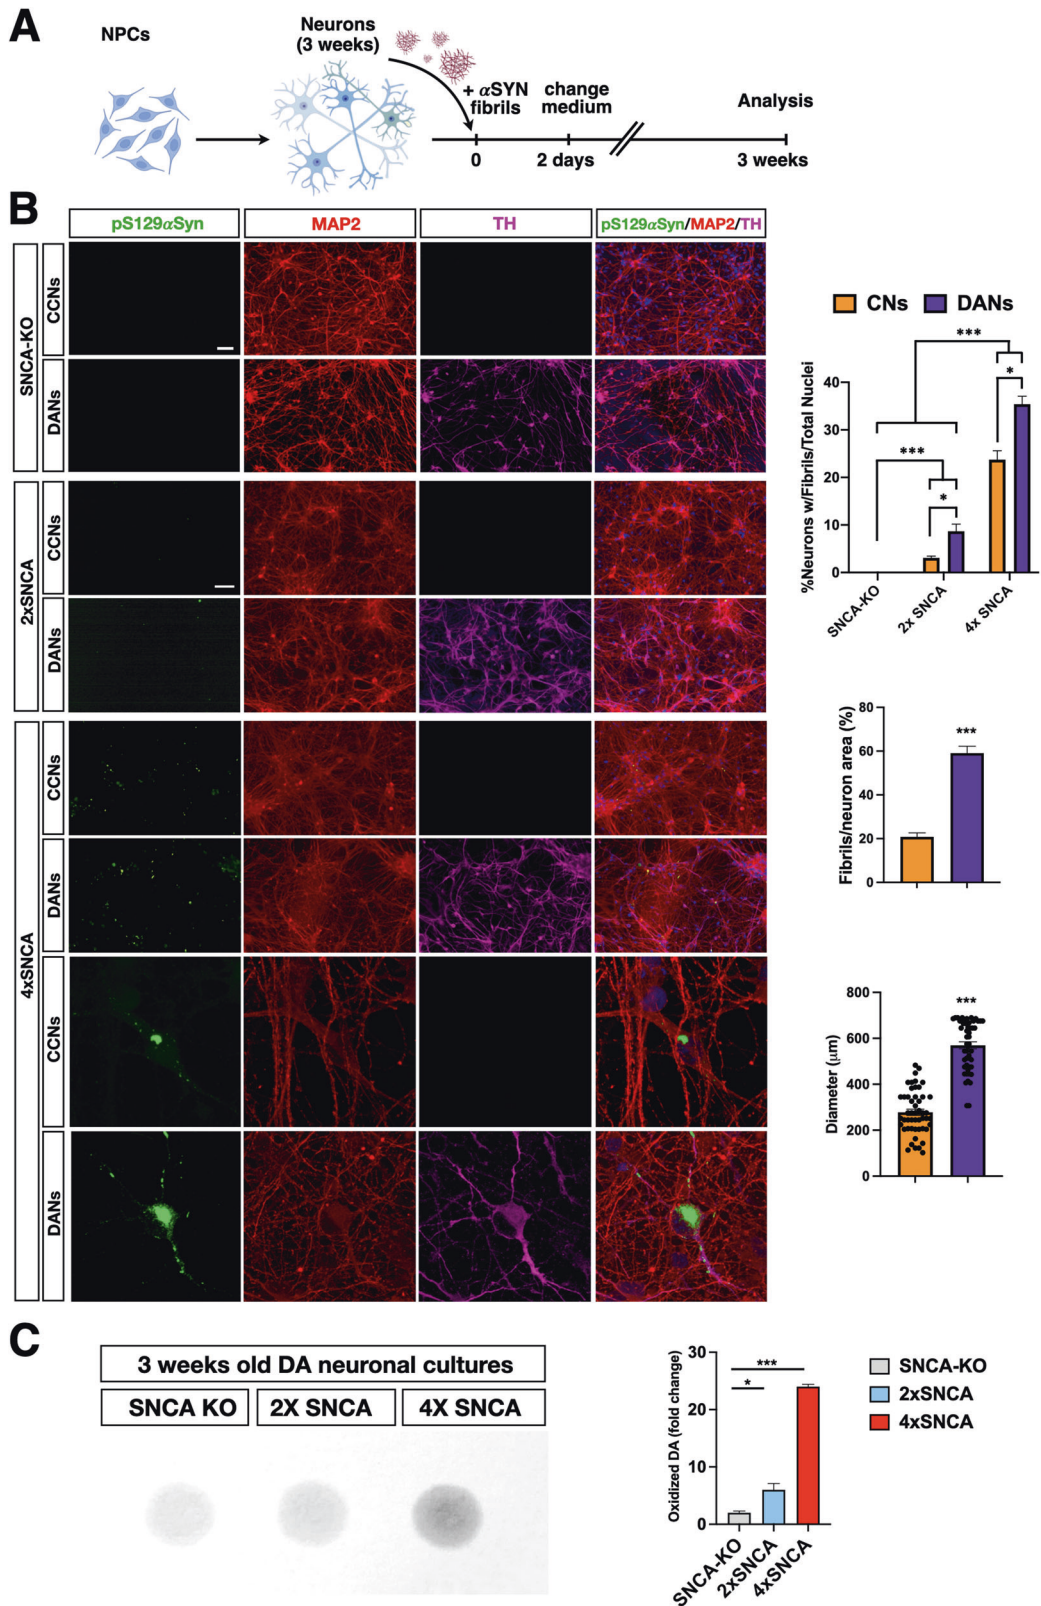 A
NPCs
Neurons
(3 weeks)
+ αSYN
fibrils
change
medium
Analysis
0
2 days
3 weeks
B
pS129αSyn
MAP2
TH
pS129αSyn/MAP2/TH
SNCA-KO
CCNs
DANs
2xSNCA
CCNs
DANs
4xSNCA
CCNs
DANs
CCNs
DANs
CNs
DANs
%Neurons w/Fibrils/Total Nuclei
40
30
20
10
0
***
***
*
*
SNCA-KO
2x SNCA
4x SNCA
Fibrils/neuron area (%)
80
60
40
20
0
***
Diameter (μm)
800
600
400
200
0
***
C
3 weeks old DA neuronal cultures
SNCA KO
2X SNCA
4X SNCA
Oxidized DA (fold change)
30
20
10
0
***
*
SNCA-KO
2xSNCA
4xSNCA
SNCA-KO
2xSNCA
4xSNCA